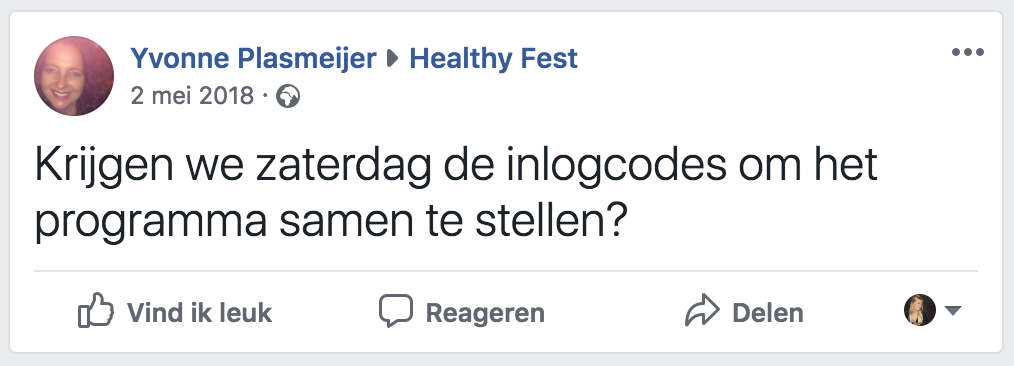 Yvonne Plasmeijer ▸ Healthy Fest
2 mei 2018 ·
Krijgen we zaterdag de inlogcodes om het
programma samen te stellen?
Vind ik leuk Reageren Delen